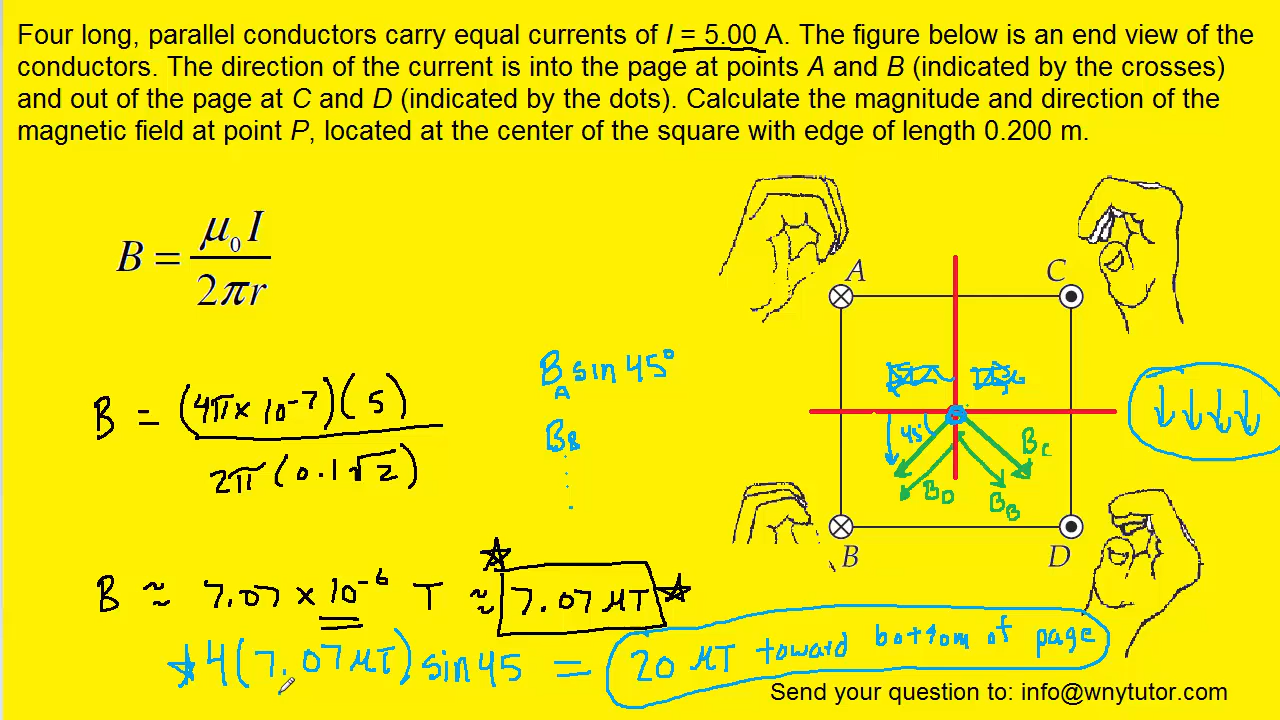 Four long, parallel conductors carry equal currents of I = 5.00 A. The figure below is an end view of the
conductors. The direction of the current is into the page at points A and B (indicated by the crosses)
and out of the page at C and D (indicated by the dots). Calculate the magnitude and direction of the
magnetic field at point P, located at the center of the square with edge of length 0.200 m.
B = μ₀I / 2πr
A
C
B_A sin 45°
B = (4π × 10⁻⁷)(5) / 2π(0.1√2)
B_B
45°
B_C
B_D
B_B
B
D
B ≈ 7.07 × 10⁻⁶ T ≈ 7.07 μT
4(7.07 μT) sin 45 = 20 μT toward bottom of page
Send your question to: info@wnytutor.com